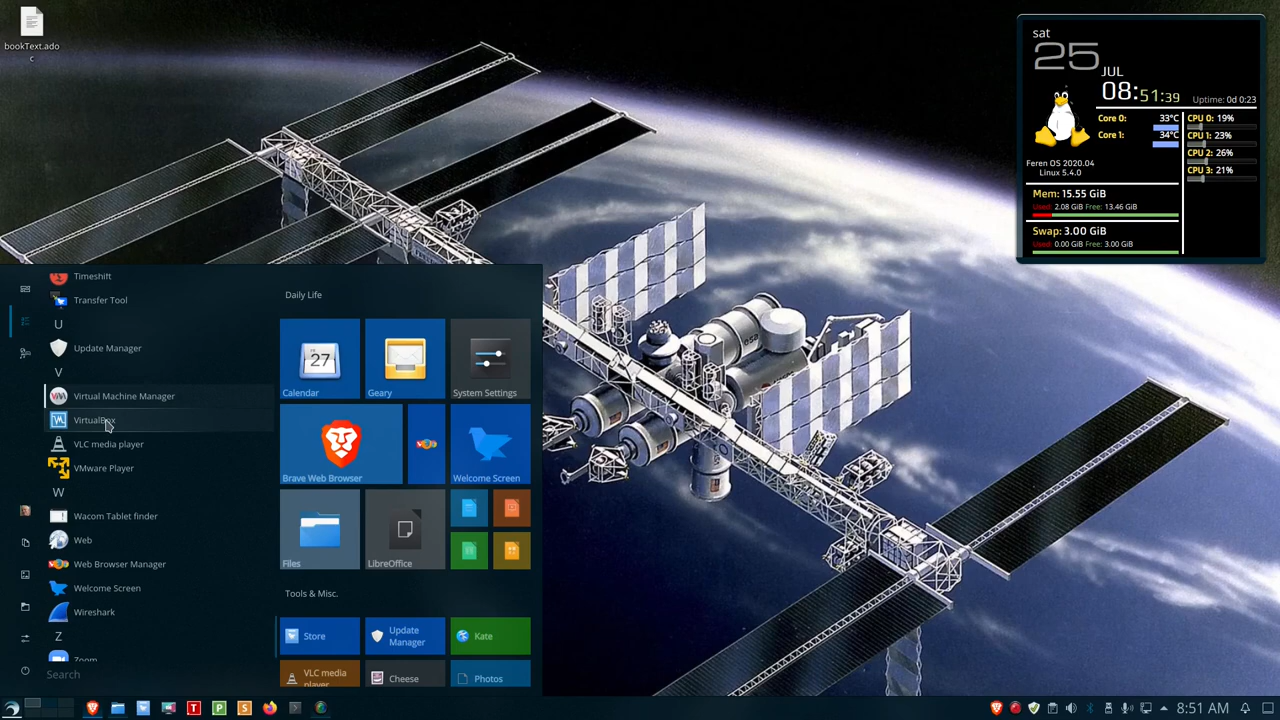 bookText.ado
c
sat
25
JUL
08:51:39
Uptime: 0d 0:23
Core 0: 33°C
Core 1: 34°C
CPU 0: 19%
CPU 1: 23%
CPU 2: 26%
CPU 3: 21%
Feren OS 2020.04
Linux 5.4.0
Mem: 15.55 GiB
Used: 2.08 GiB Free: 13.46 GiB
Swap: 3.00 GiB
Used: 0.00 GiB Free: 3.00 GiB
Timeshift
Transfer Tool
U
Update Manager
V
Virtual Machine Manager
VirtualBox
VLC media player
VMware Player
W
Wacom Tablet finder
Web
Web Browser Manager
Welcome Screen
Wireshark
Z
Zoom
Search
Daily Life
27
Calendar
Geary
System Settings
Brave Web Browser
Welcome Screen
Files
LibreOffice
Tools & Misc.
Store
Update
Manager
Kate
VLC media
player
Cheese
Photos
esa
T
P
S
8:51 AM